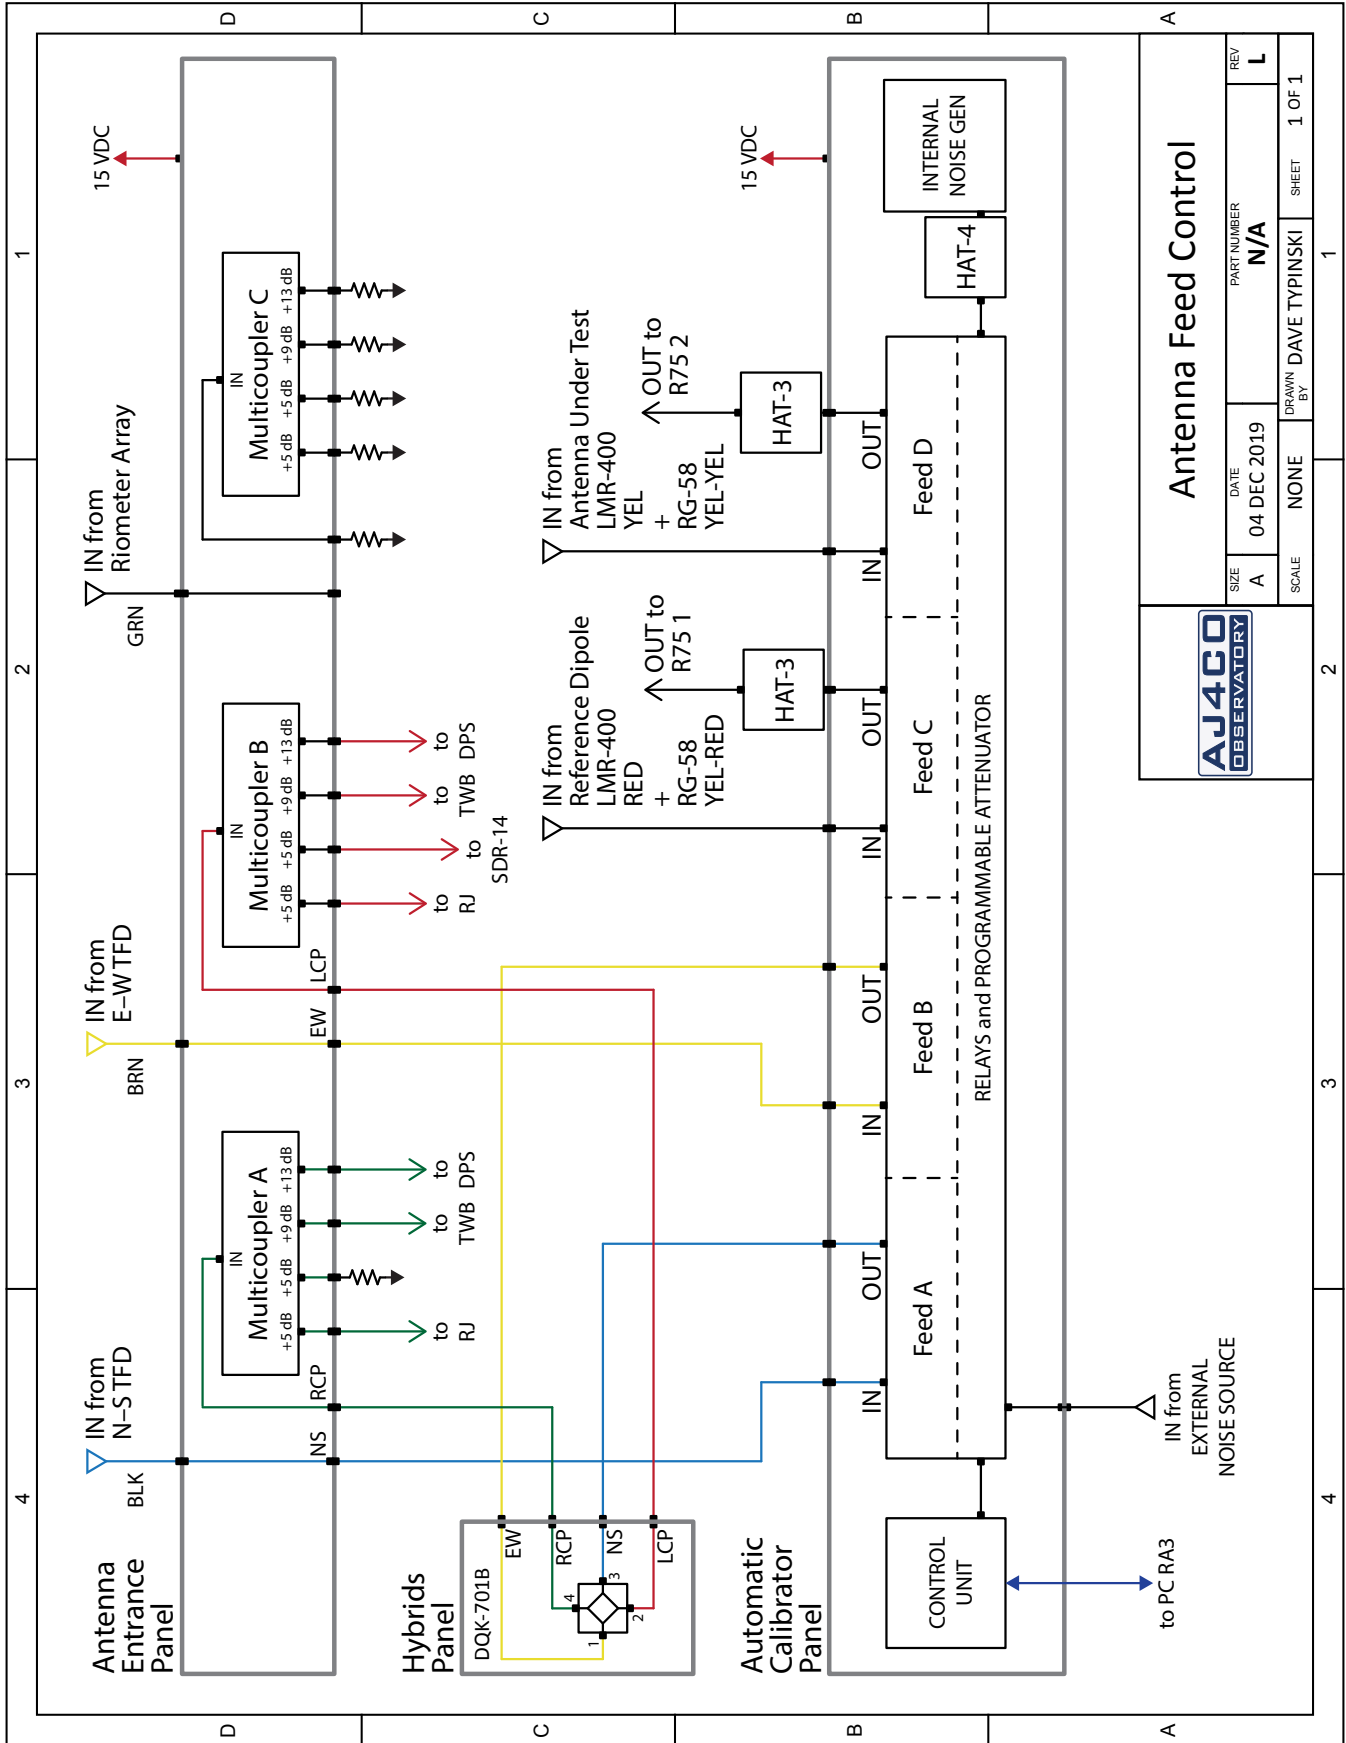 4
3
2
1
D
C
B
A
Antenna
Entrance
Panel
IN from
N–S TFD
BLK
NS
RCP
Multicoupler A
IN
+5 dB
+5 dB
+9 dB
+13 dB
to
RJ
to
TWB
to
DPS
IN from
E–W TFD
BRN
EW
LCP
Multicoupler B
IN
+5 dB
+5 dB
+9 dB
+13 dB
to
RJ
to
SDR-14
to
TWB
to
DPS
IN from
Riometer Array
GRN
Multicoupler C
IN
+5 dB
+5 dB
+9 dB
+13 dB
15 VDC
Hybrids
Panel
DQK-701B
EW
RCP
NS
LCP
1
2
3
4
IN from
Reference Dipole
LMR-400
RED
+
RG-58
YEL-RED
OUT to
R75 1
HAT-3
IN from
Antenna Under Test
LMR-400
YEL
+
RG-58
YEL-YEL
OUT to
R75 2
HAT-3
15 VDC
Automatic
Calibrator
Panel
IN
OUT
IN
OUT
IN
OUT
IN
OUT
Feed A
Feed B
Feed C
Feed D
RELAYS and PROGRAMMABLE ATTENUATOR
CONTROL
UNIT
HAT-4
INTERNAL
NOISE GEN
to PC RA3
IN from
EXTERNAL
NOISE SOURCE
AJ4CO
OBSERVATORY
Antenna Feed Control
SIZE
A
DATE
04 DEC 2019
PART NUMBER
N/A
REV
L
SCALE
NONE
DRAWN
BY
DAVE TYPINSKI
SHEET
1 OF 1
D
C
B
A
4
3
2
1